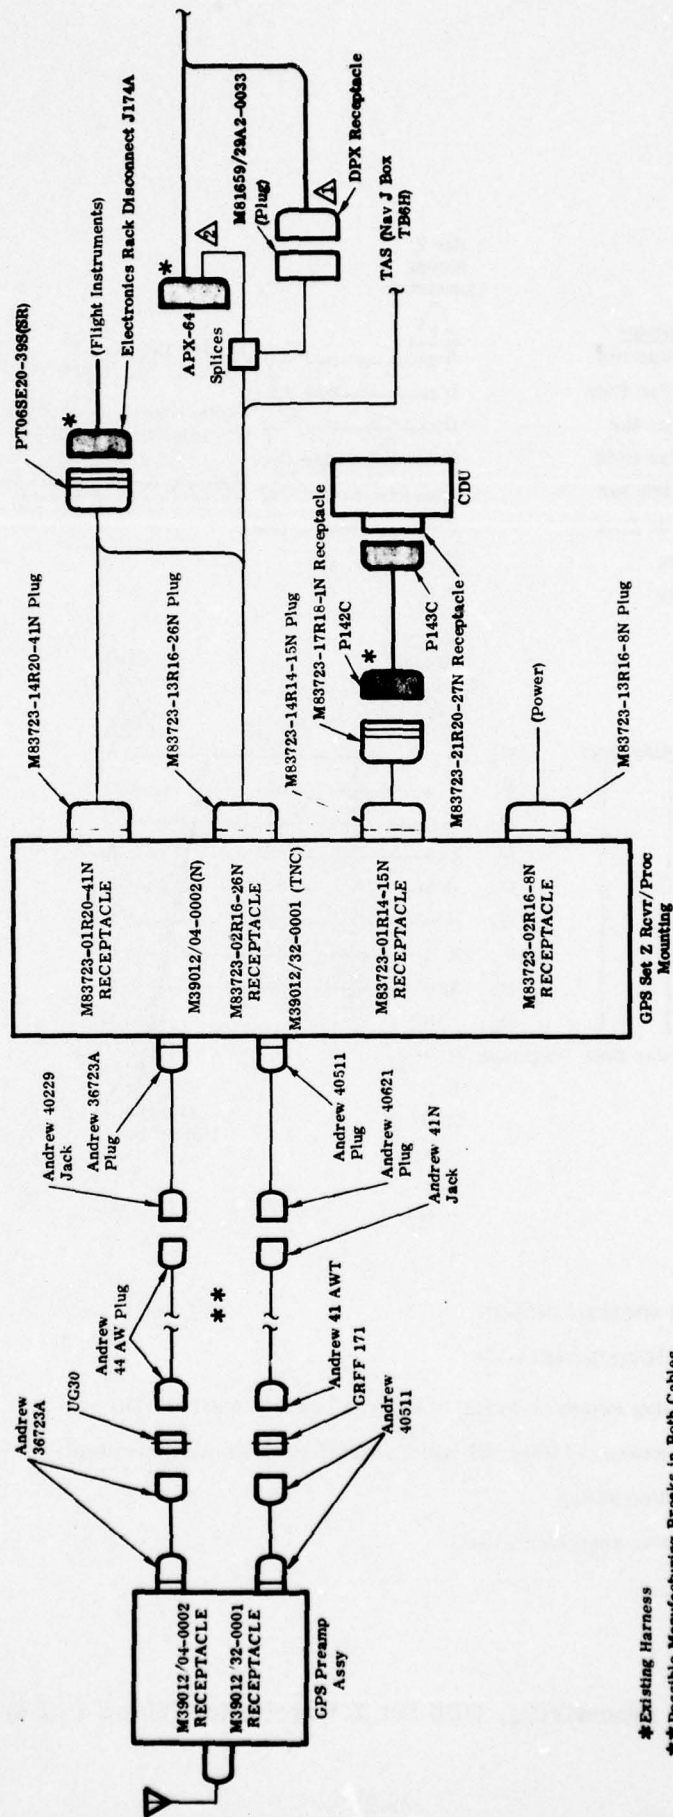 PT06SE20-39S(SR)
*
(Flight Instruments)
Electronics Rack Disconnect J174A
M83723-14R20-41N Plug
*
APX-64
2
Splices
M81659/29A2-0033
(Plug)
1
DPX Receptacle
TAS (Nav J Box
TB6H)
M83723-13R16-26N Plug
M83723-14R14-15N Plug
M83723-17R18-1N Receptacle
P142C
*
P143C
M83723-21R20-27N Receptacle
CDU
(Power)
M83723-13R16-8N Plug
M83723-01R20-41N
RECEPTACLE
M39012/04-0002(N)
M83723-02R16-26N
RECEPTACLE
M39012/32-0001 (TNC)
M83723-01R14-15N
RECEPTACLE
M83723-02R16-8N
RECEPTACLE
GPS Set Z Rcvr/Proc
Mounting
Andrew 40229
Jack
Andrew 36723A
Plug
Andrew 40511
Plug
Andrew 40621
Plug
Andrew 41N
Jack
Andrew
44 AW Plug
**
Andrew 41 AWT
GRFF 171
UG30
Andrew
36723A
Andrew
40511
M39012/04-0002
RECEPTACLE
M39012/32-0001
RECEPTACLE
GPS Preamp
Assy
*Existing Harness
**Possible Manufacturing Breaks in Both Cables